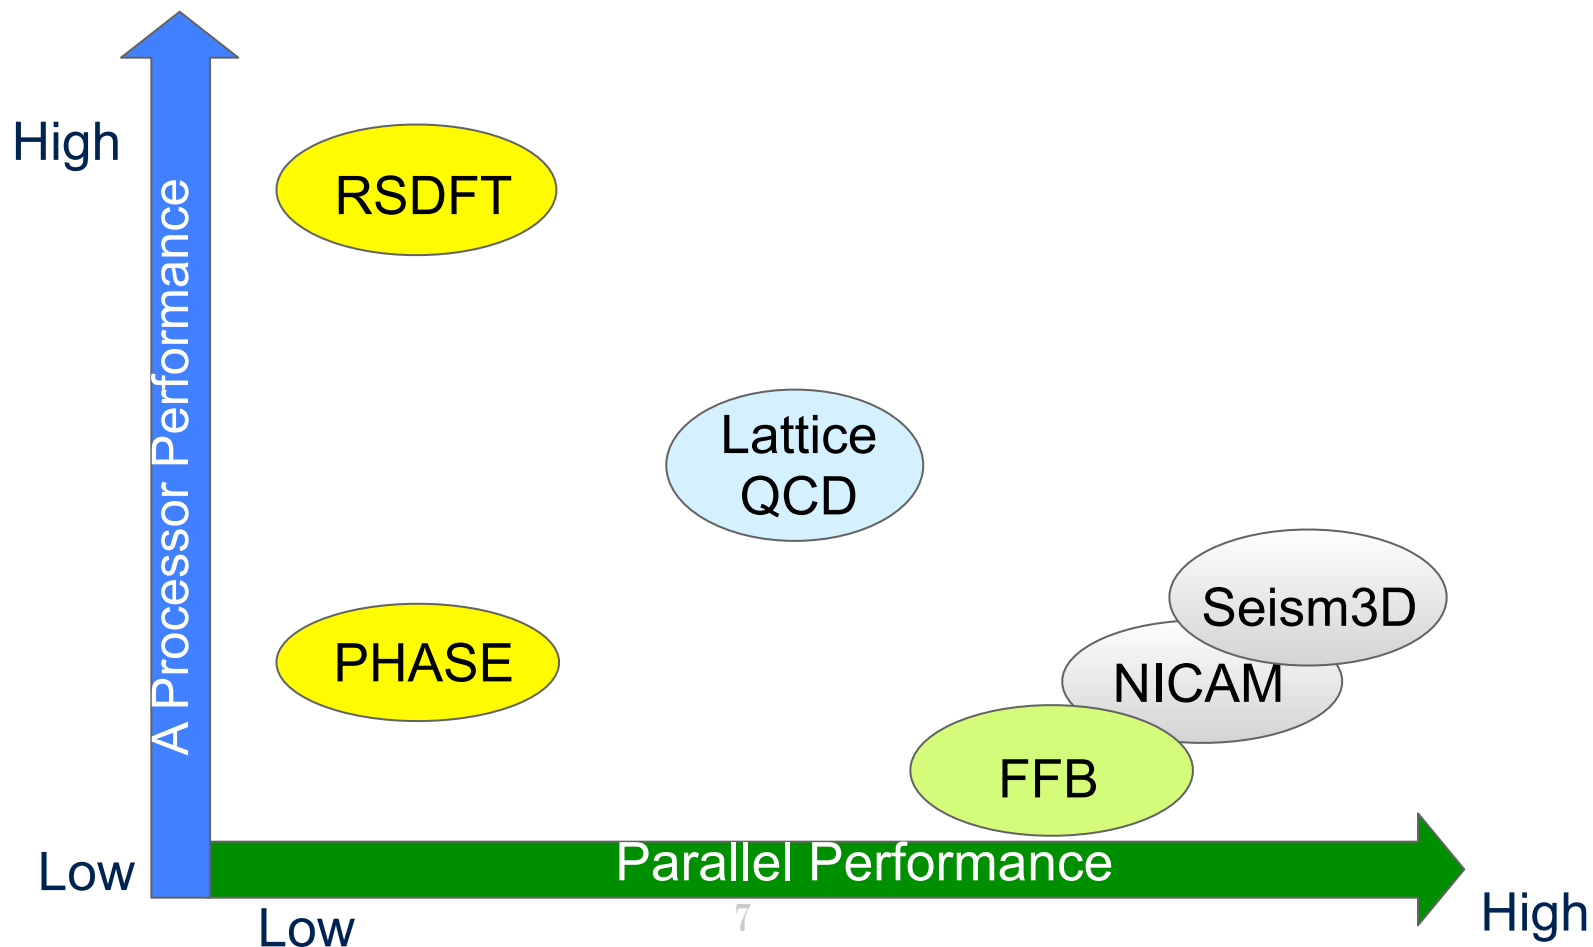 High
RSDFT
A Processor Performance
Lattice
QCD
Seism3D
PHASE
NICAM
FFB
Parallel Performance
Low
Low
7
High